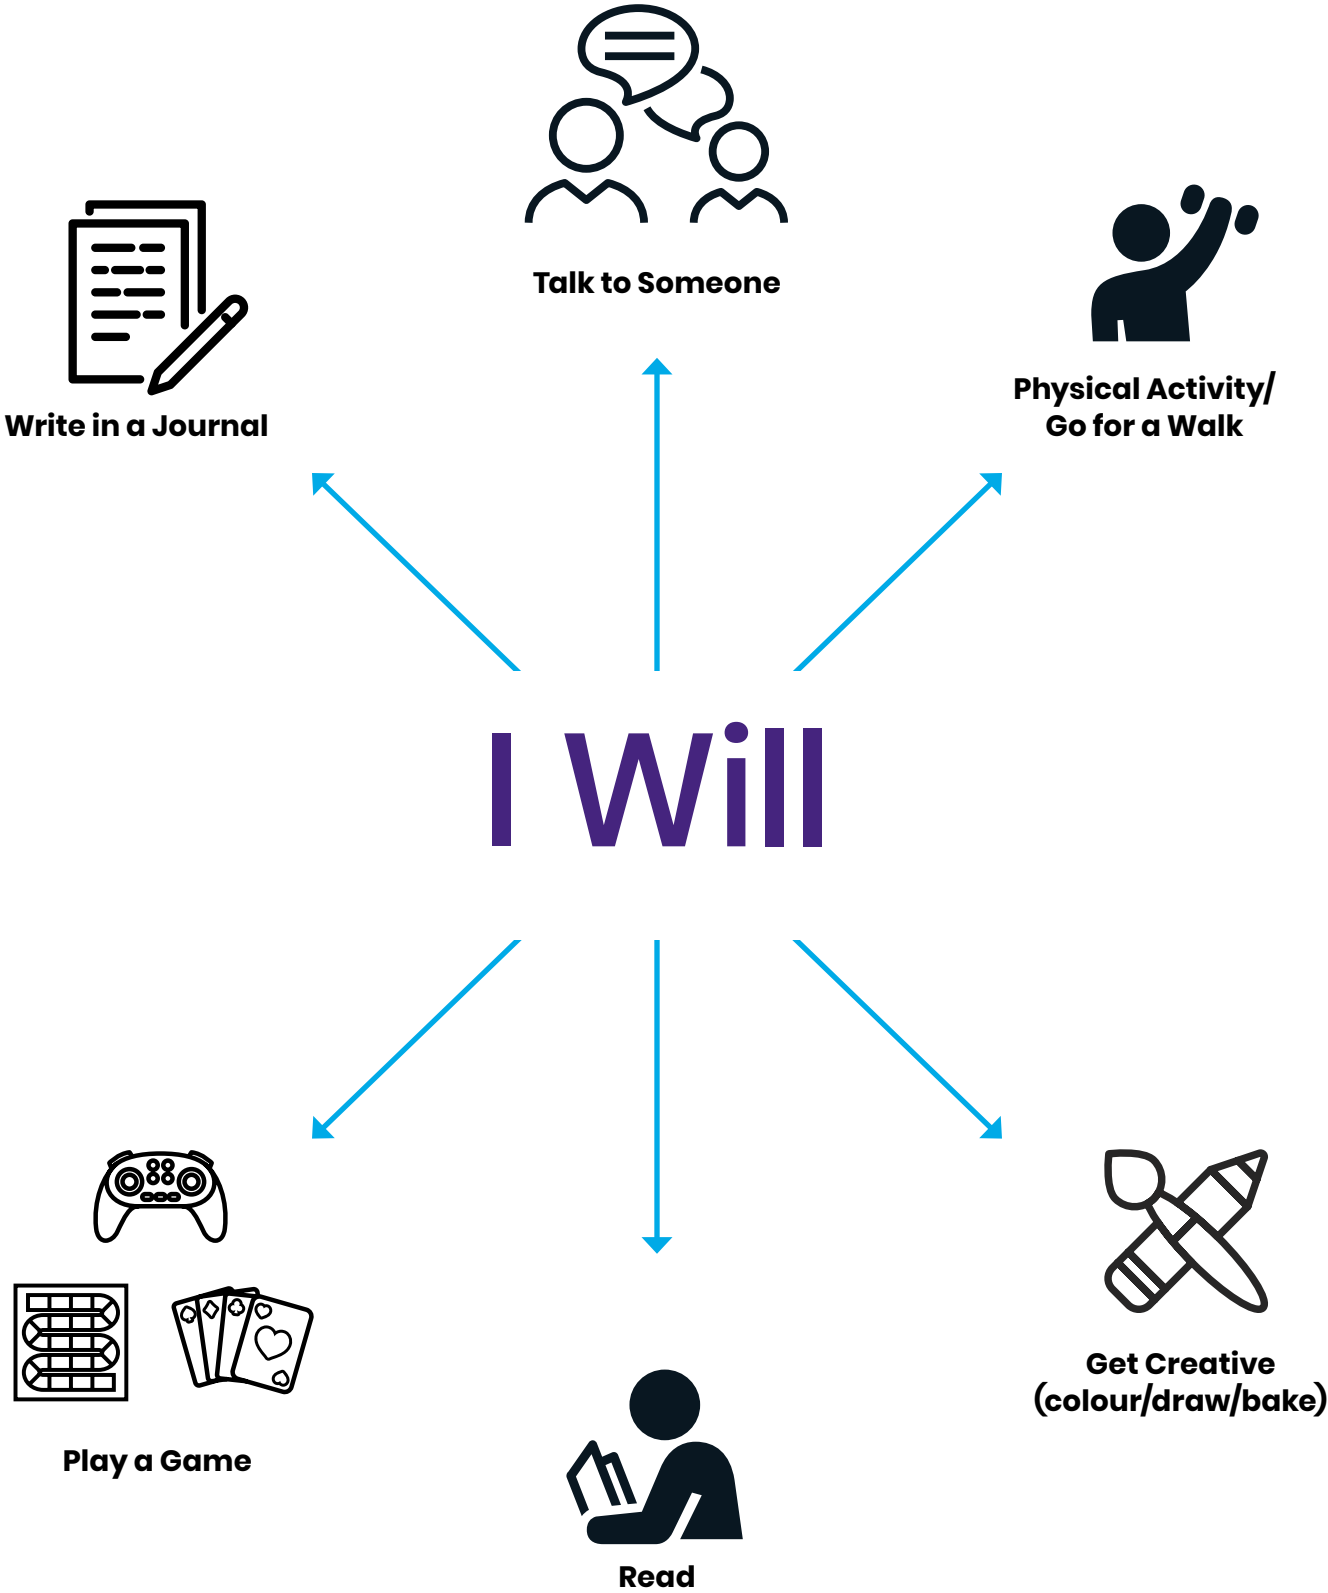 Talk to Someone
Write in a Journal
Physical Activity/
Go for a Walk
I Will
Play a Game
Get Creative
(colour/draw/bake)
Read